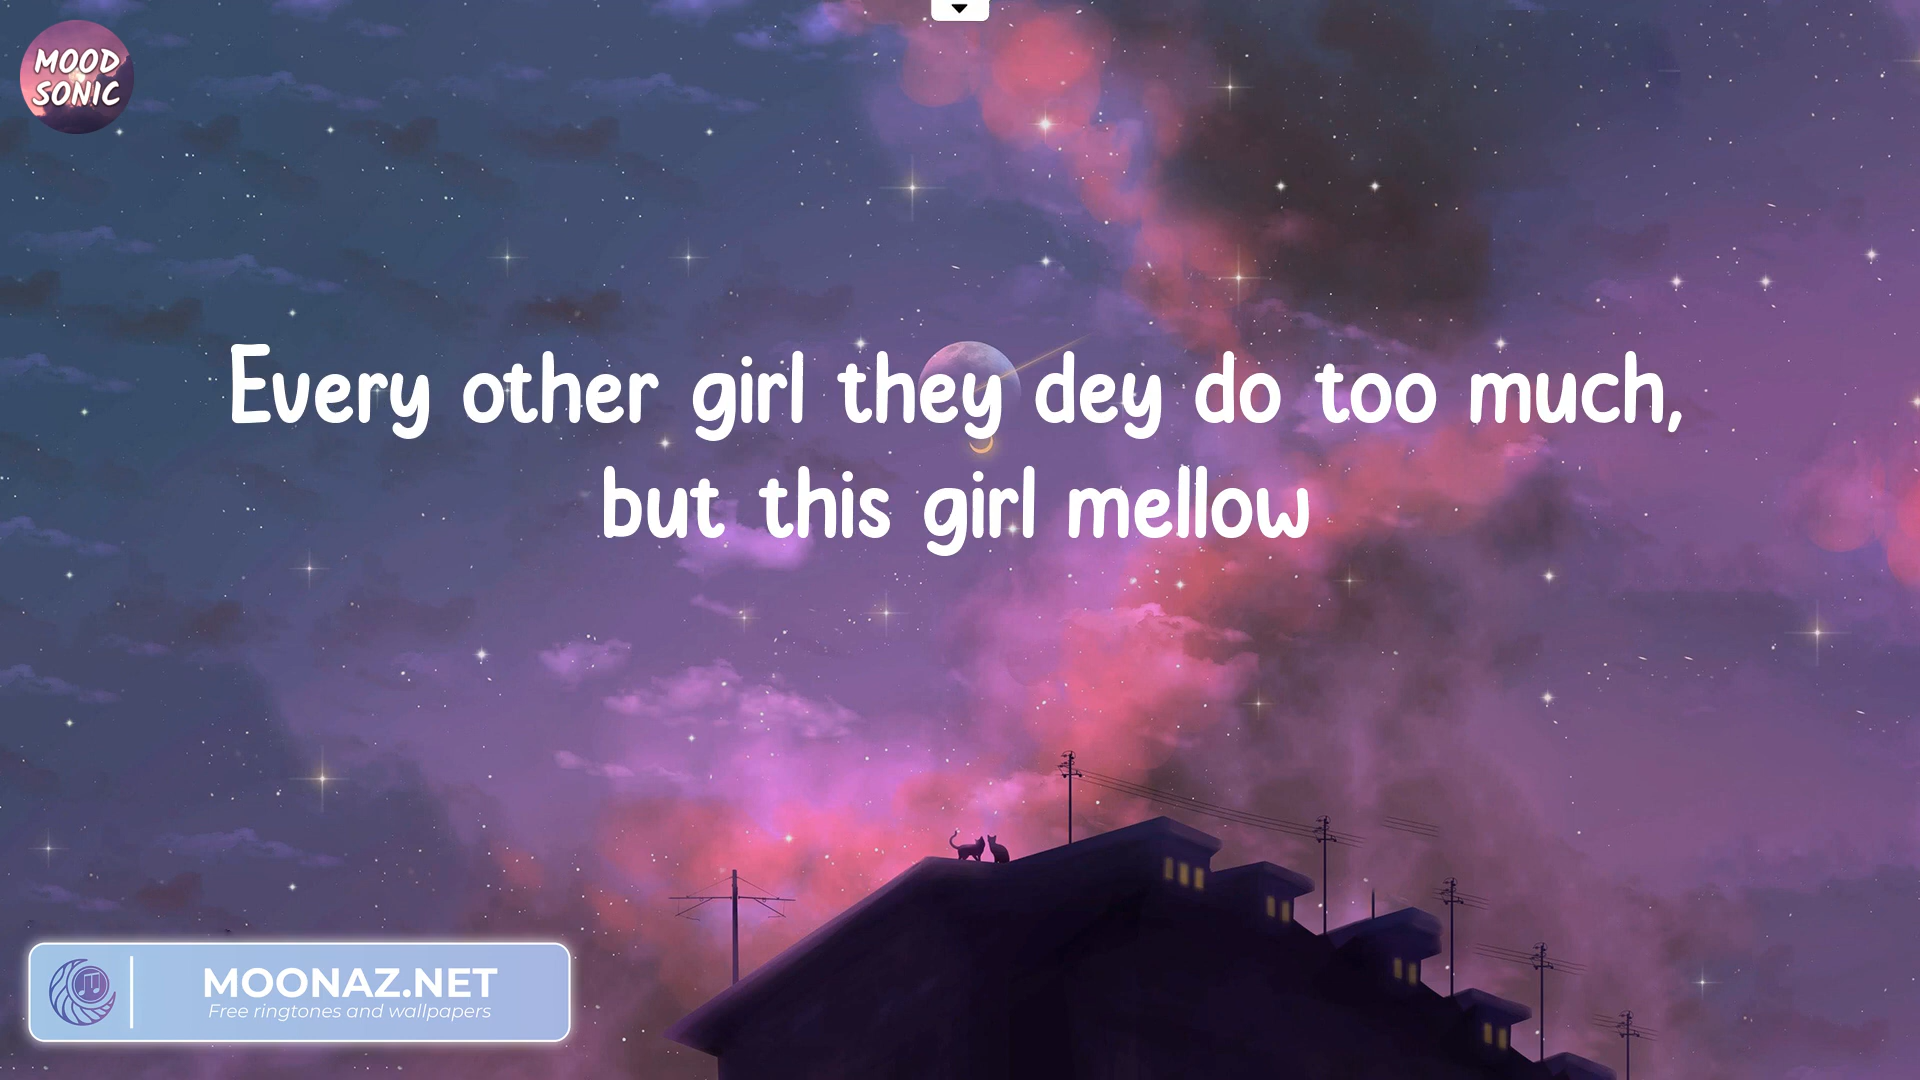 MOOD
SONIC
Every other girl they dey do too much,
but this girl mellow
MOONAZ.NET
Free ringtones and wallpapers